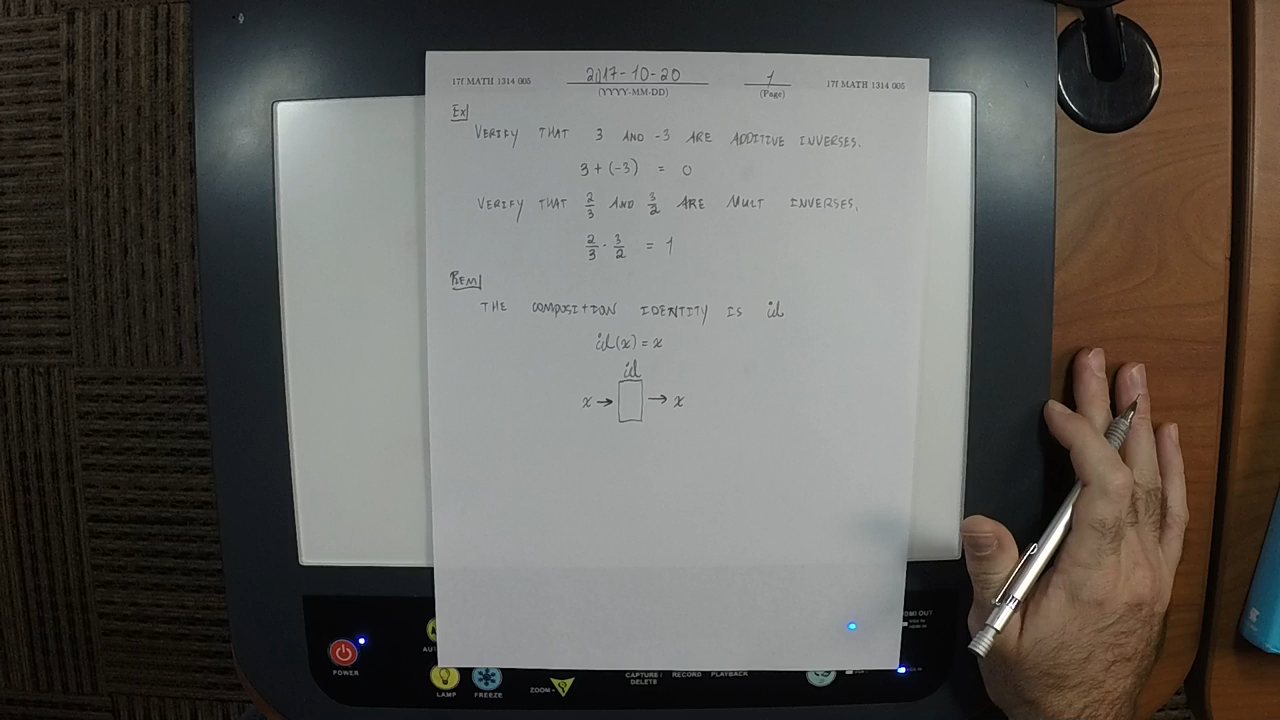 17f MATH 1314 005 2017-10-20 1 17f MATH 1314 005
(YYYY-MM-DD) (Page)
Ex
VERIFY THAT 3 AND -3 ARE ADDITIVE INVERSES.
3 + (-3) = 0
VERIFY THAT 2/3 AND 3/2 ARE MULT INVERSES.
2/3 · 3/2 = 1
REM
THE COMPOSITION IDENTITY IS id
id(x) = x
id
x → → x
POWER
LAMP
FREEZE
ZOOM
CAPTURE/
DELETE
RECORD
PLAYBACK